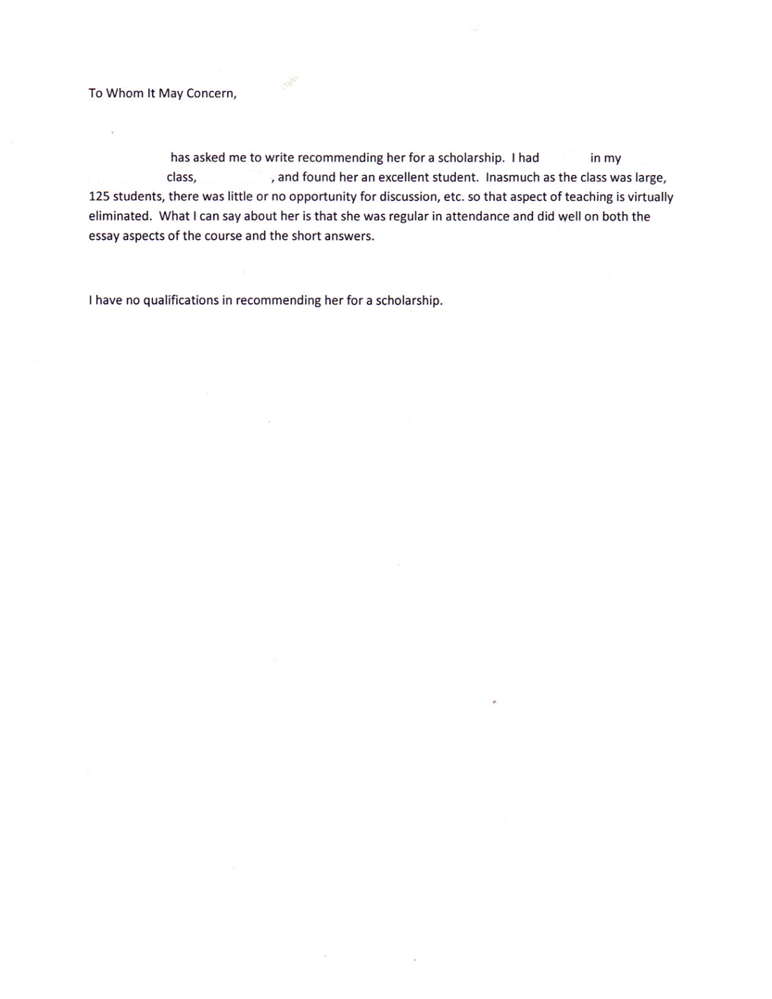 To Whom It May Concern,
has asked me to write recommending her for a scholarship. I had in my
class, , and found her an excellent student. Inasmuch as the class was large,
125 students, there was little or no opportunity for discussion, etc. so that aspect of teaching is virtually
eliminated. What I can say about her is that she was regular in attendance and did well on both the
essay aspects of the course and the short answers.
I have no qualifications in recommending her for a scholarship.